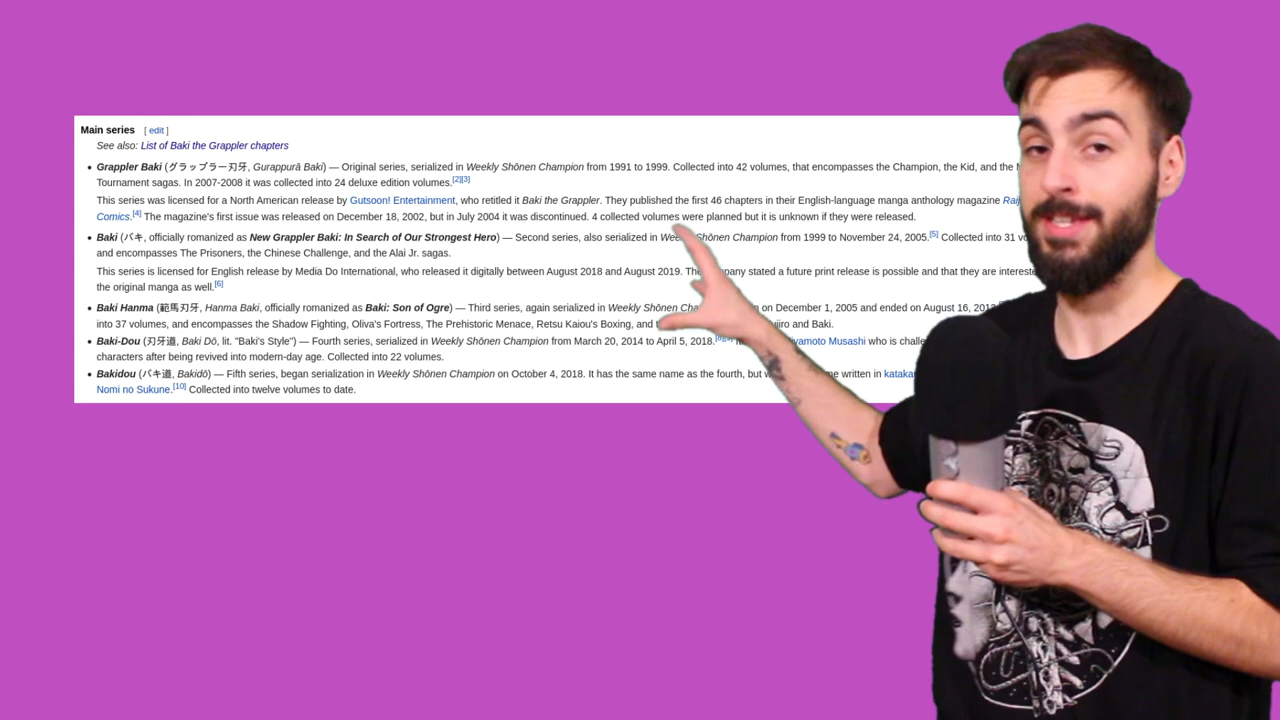 Main series [ edit ]
See also: List of Baki the Grappler chapters
• Grappler Baki (グラップラー刃牙, Gurappurā Baki) — Original series, serialized in Weekly Shōnen Champion from 1991 to 1999. Collected into 42 volumes, that encompasses the Champion, the Kid, and the
Tournament sagas. In 2007-2008 it was collected into 24 deluxe edition volumes.[2][3]
This series was licensed for a North American release by Gutsoon! Entertainment, who retitled it Baki the Grappler. They published the first 46 chapters in their English-language manga anthology magazine
Comics.[4] The magazine's first issue was released on December 18, 2002, but in July 2004 it was discontinued. 4 collected volumes were planned but it is unknown if they were released.
• Baki (バキ, officially romanized as New Grappler Baki: In Search of Our Strongest Hero) — Second series, also serialized in Shōnen Champion from 1999 to November 24, 2005.[5] Collected into 31
and encompasses The Prisoners, the Chinese Challenge, and the Alai Jr. sagas.
This series is licensed for English release by Media Do International, who released it digitally between August 2018 and August 2019. stated a future print release is possible and that they are
the original manga as well.[6]
• Baki Hanma (範馬刃牙, Hanma Baki, officially romanized as Baki: Son of Ogre) — Third series, again serialized in Weekly Shōnen on December 1, 2005 and ended on August 16,
into 37 volumes, and encompasses the Shadow Fighting, Oliva's Fortress, The Prehistoric Menace, Retsu Kaiou's Boxing, and and Baki.
• Baki-Dou (刃牙道, Baki Dō, lit. "Baki's Style") — Fourth series, serialized in Weekly Shōnen Champion from March 20, 2014 to April 5, 2018. Musashi who is
characters after being revived into modern-day age. Collected into 22 volumes.
• Bakidou (バキ道, Bakidō) — Fifth series, began serialization in Weekly Shōnen Champion on October 4, 2018. It has the same name as the fourth, but written in
Nomi no Sukune.[10] Collected into twelve volumes to date.